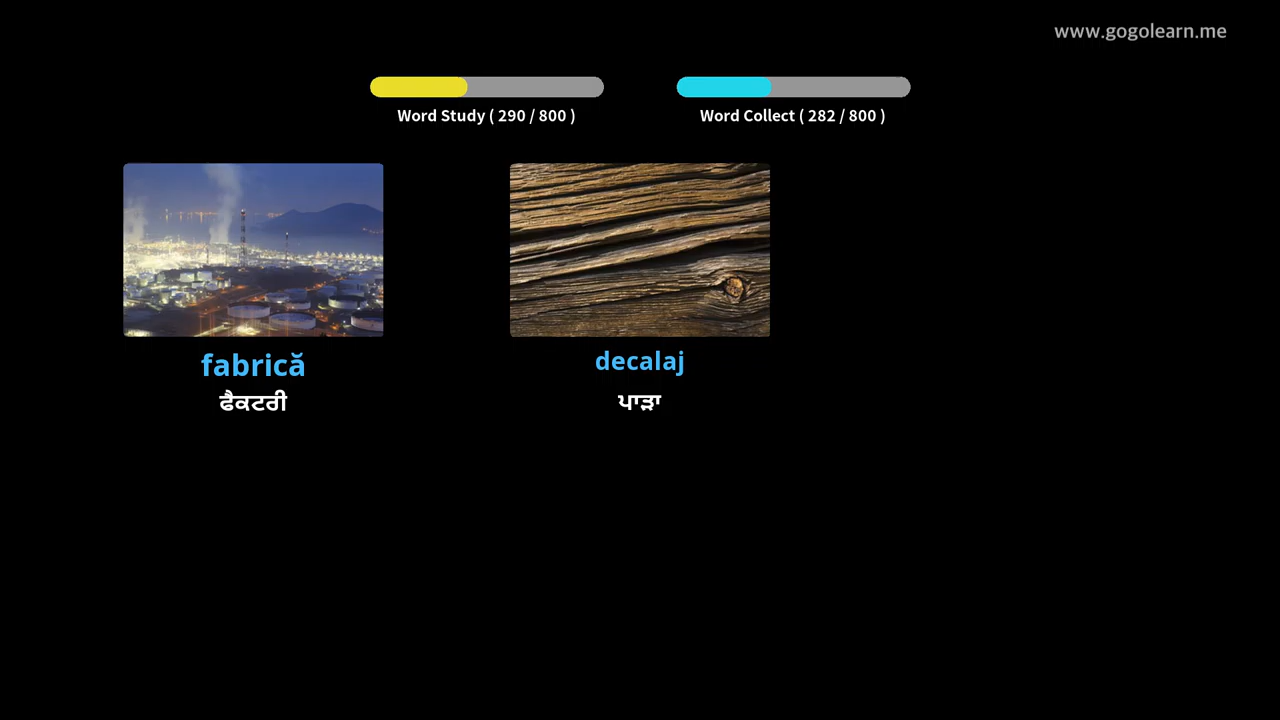 www.gogolearn.me
Word Study ( 290 / 800 )
Word Collect ( 282 / 800 )
fabrică
decalaj
ਫੈਕਟਰੀ
ਪਾੜਾ